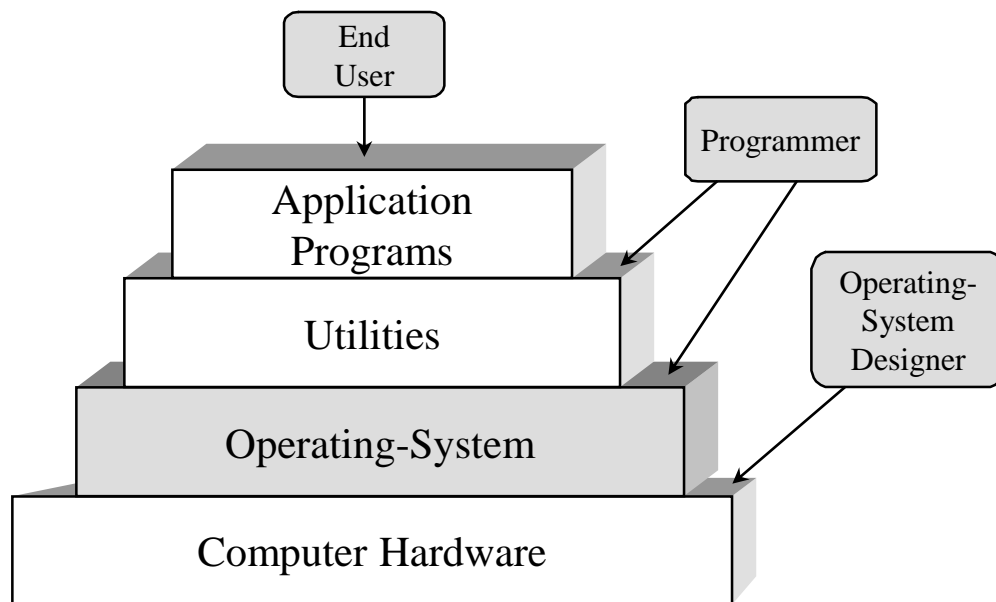 End
User
Programmer
Application
Programs
Operating-
System
Designer
Utilities
Operating-System
Computer Hardware